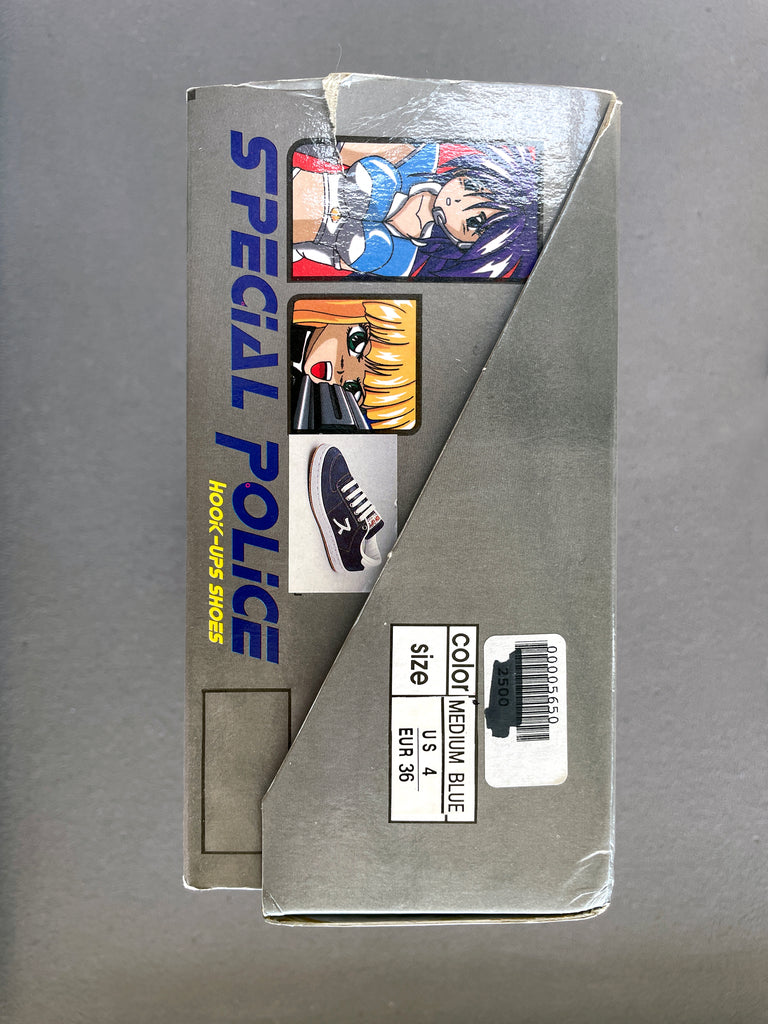 SPECiAL POLiCE
HOOK-UPS SHOES
color MEDIUM BLUE
size US 4
EUR 36
00005650
2500